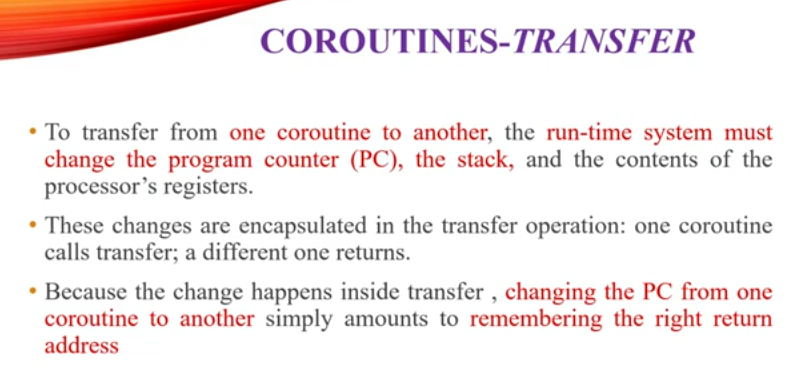 COROUTINES-TRANSFER
• To transfer from one coroutine to another, the run-time system must
change the program counter (PC), the stack, and the contents of the
processor's registers.
• These changes are encapsulated in the transfer operation: one coroutine
calls transfer; a different one returns.
• Because the change happens inside transfer , changing the PC from one
coroutine to another simply amounts to remembering the right return
address